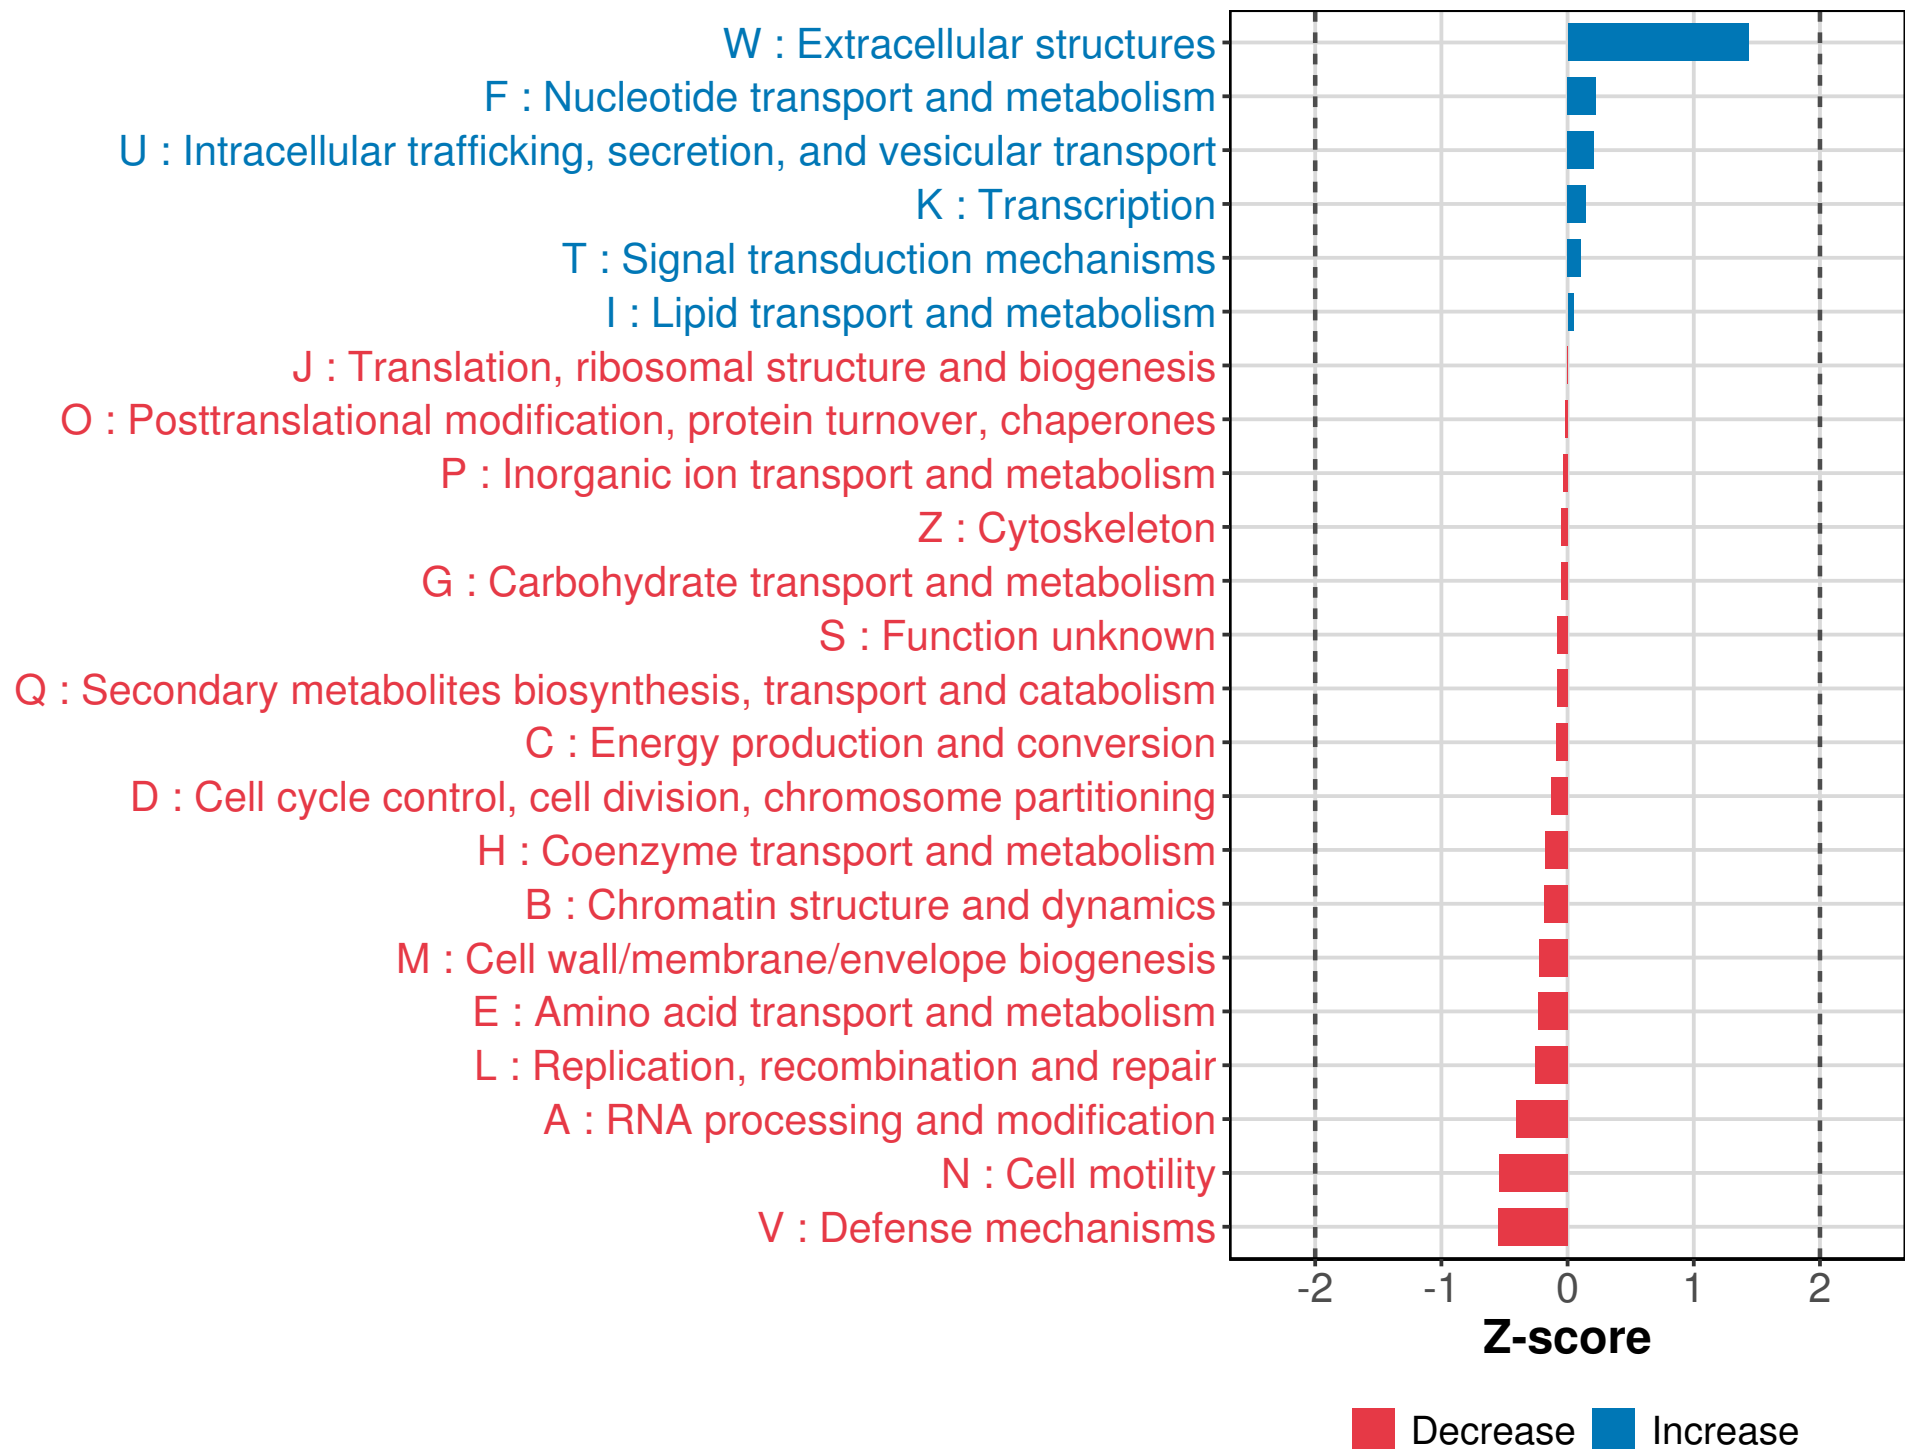 W : Extracellular structures
F : Nucleotide transport and metabolism
U : Intracellular trafficking, secretion, and vesicular transport
K : Transcription
T : Signal transduction mechanisms
I : Lipid transport and metabolism
J : Translation, ribosomal structure and biogenesis
O : Posttranslational modification, protein turnover, chaperones
P : Inorganic ion transport and metabolism
Z : Cytoskeleton
G : Carbohydrate transport and metabolism
S : Function unknown
Q : Secondary metabolites biosynthesis, transport and catabolism
C : Energy production and conversion
D : Cell cycle control, cell division, chromosome partitioning
H : Coenzyme transport and metabolism
B : Chromatin structure and dynamics
M : Cell wall/membrane/envelope biogenesis
E : Amino acid transport and metabolism
L : Replication, recombination and repair
A : RNA processing and modification
N : Cell motility
V : Defense mechanisms
-2 -1 0 1 2
Z-score
Decrease Increase